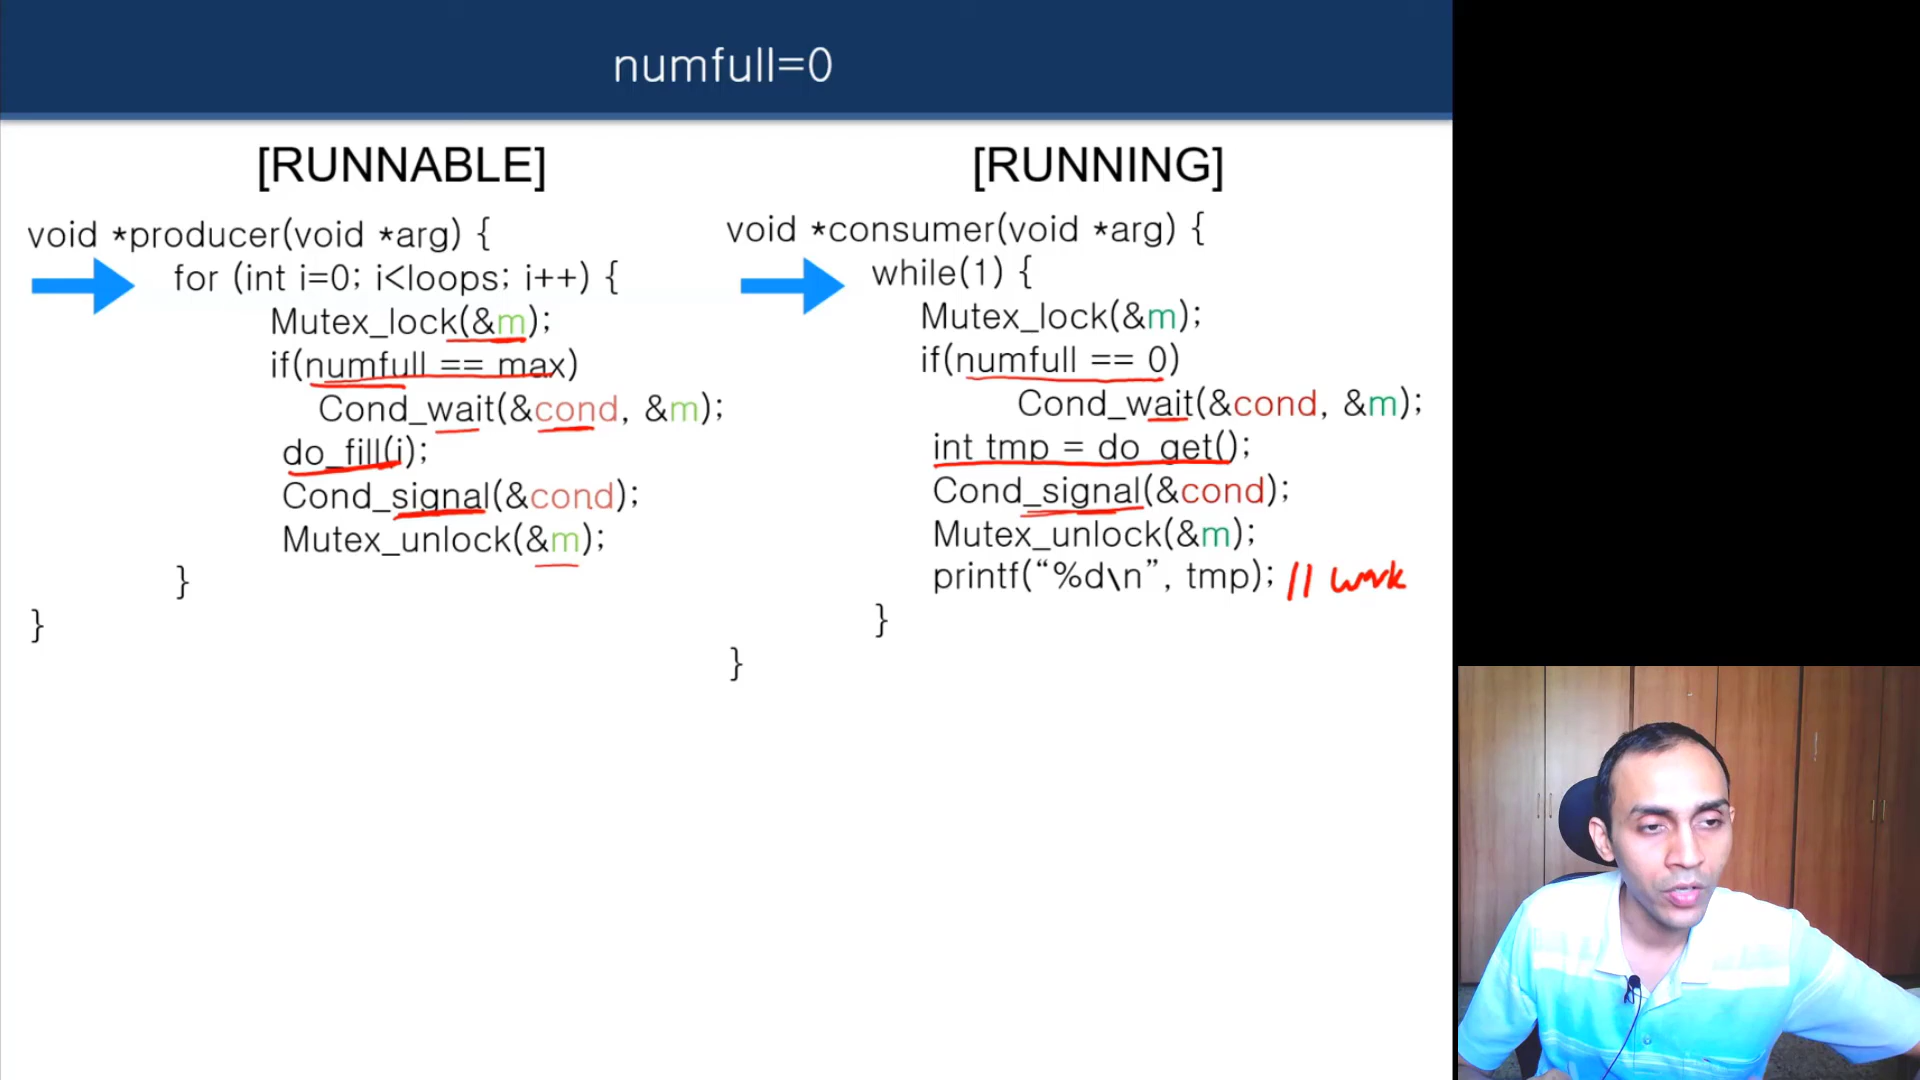 numfull=0
[RUNNABLE]
void *producer(void *arg) {
for (int i=0; i<loops; i++) {
Mutex_lock(&m);
if(numfull == max)
Cond_wait(&cond, &m);
do_fill(i);
Cond_signal(&cond);
Mutex_unlock(&m);
}
}
[RUNNING]
void *consumer(void *arg) {
while(1) {
Mutex_lock(&m);
if(numfull == 0)
Cond_wait(&cond, &m);
int tmp = do_get();
Cond_signal(&cond);
Mutex_unlock(&m);
printf(“%d\n”, tmp); // work
}
}